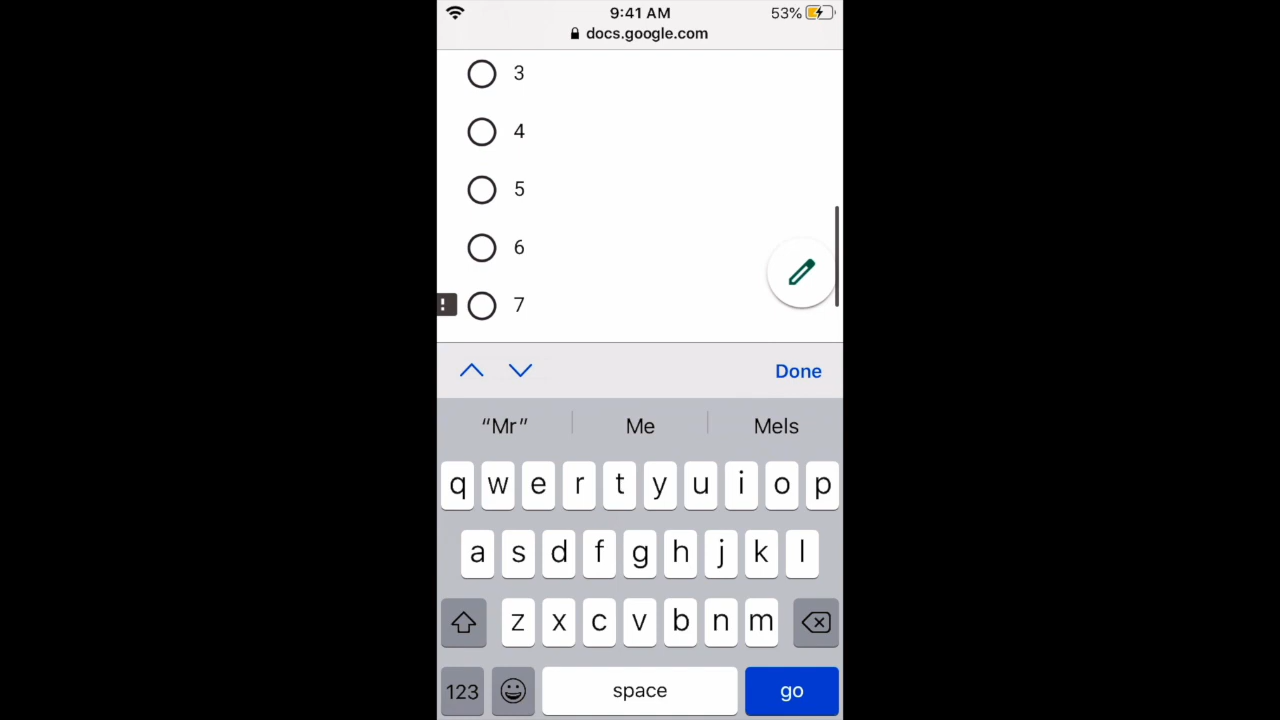 9:41 AM 53%
docs.google.com
3
4
5
6
! 7
Done
“Mr” Me Mels
q w e r t y u i o p
a s d f g h j k l
z x c v b n m
123 space go